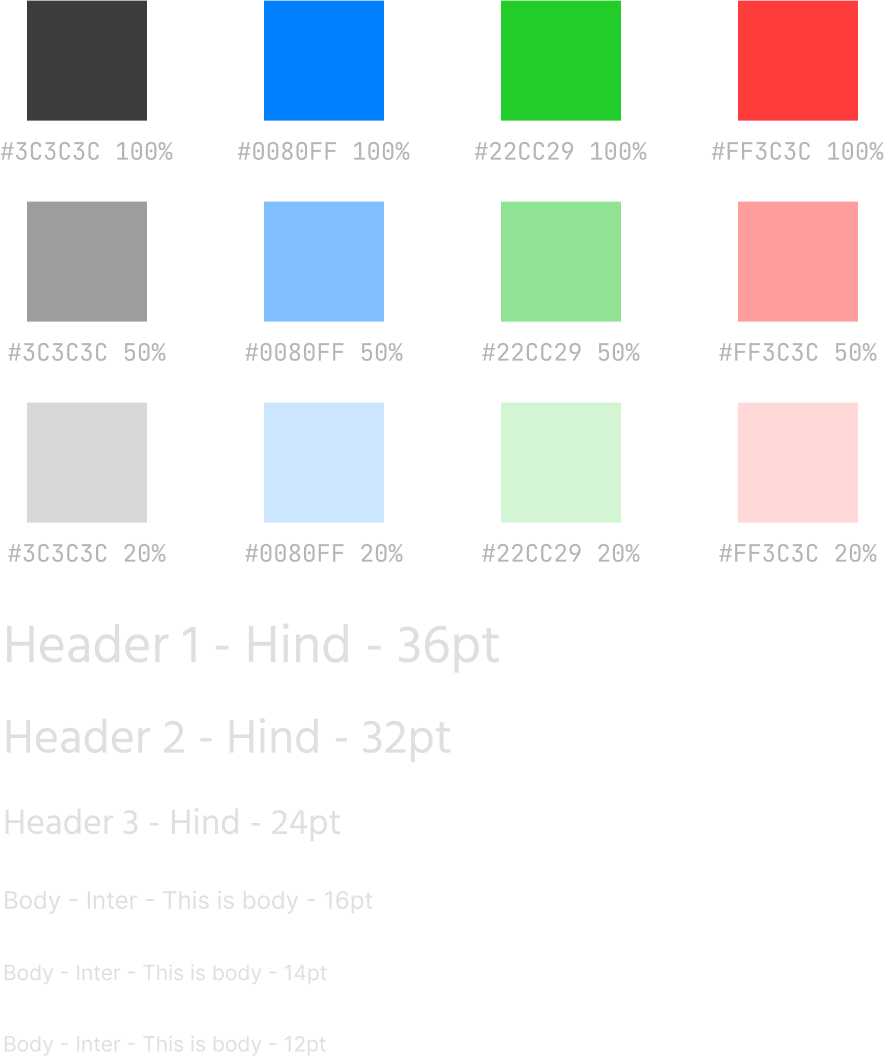 #3C3C3C 100% #0080FF 100% #22CC29 100% #FF3C3C 100%
#3C3C3C 50% #0080FF 50% #22CC29 50% #FF3C3C 50%
#3C3C3C 20% #0080FF 20% #22CC29 20% #FF3C3C 20%
Header 1 - Hind - 36pt
Header 2 - Hind - 32pt
Header 3 - Hind - 24pt
Body - Inter - This is body - 16pt
Body - Inter - This is body - 14pt
Body - Inter - This is body - 12pt